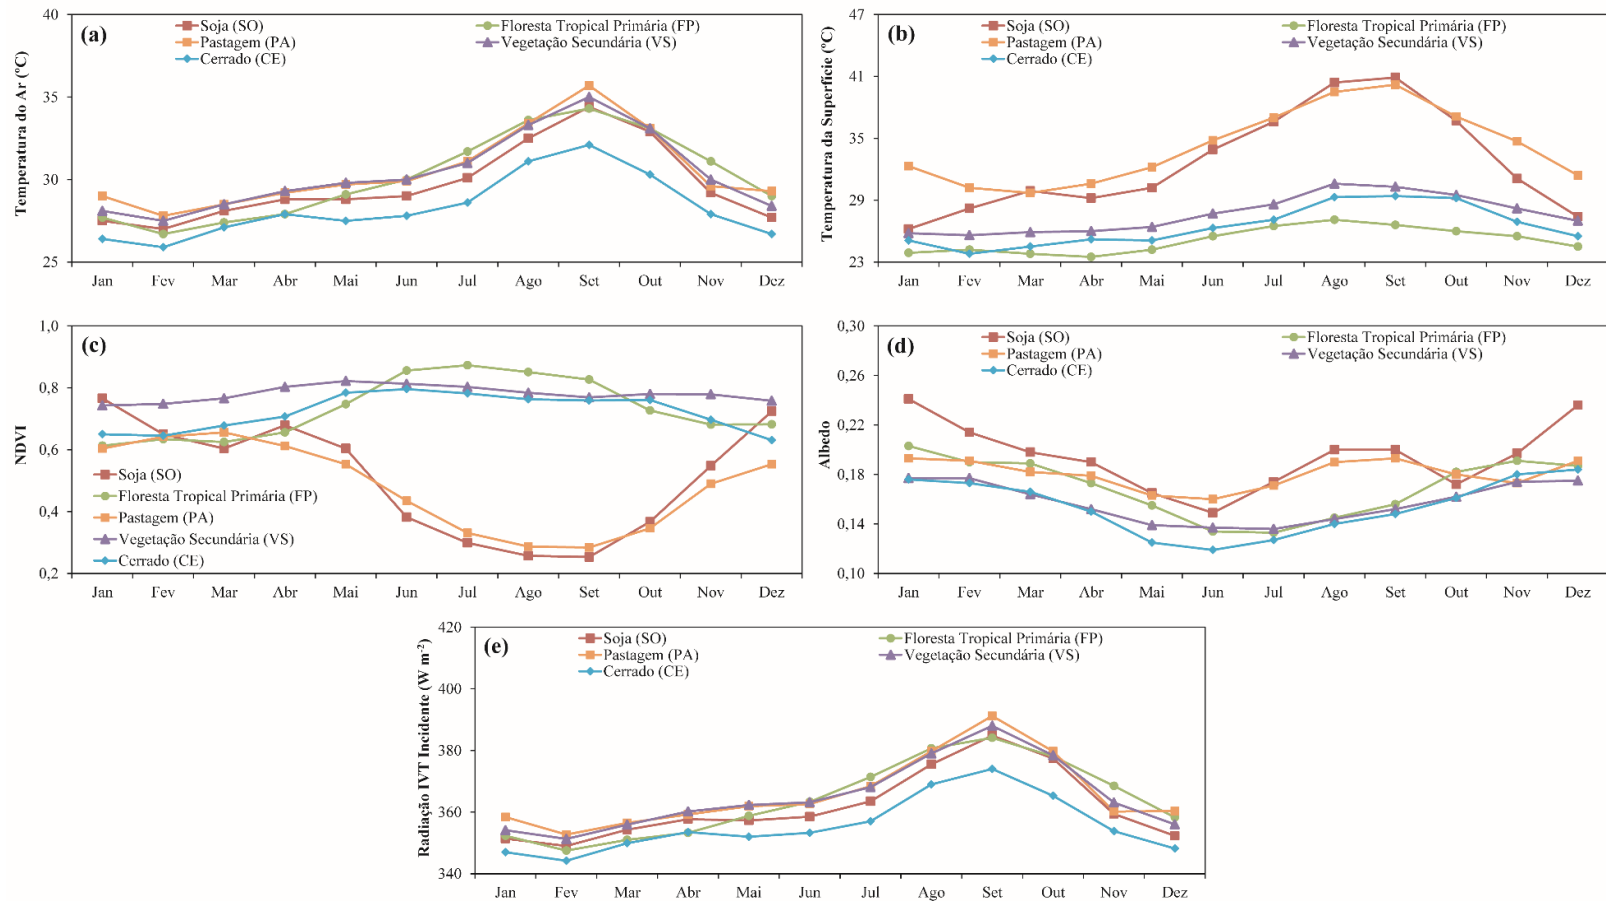 (a)
Temperatura do Ar (ºC)
40
35
30
25
Soja (SO)
Pastagem (PA)
Cerrado (CE)
Floresta Tropical Primária (FP)
Vegetação Secundária (VS)
Jan Fev Mar Abr Mai Jun Jul Ago Set Out Nov Dez
(b)
Temperatura da Superfície (ºC)
47
41
35
29
23
Soja (SO)
Pastagem (PA)
Cerrado (CE)
Floresta Tropical Primária (FP)
Vegetação Secundária (VS)
Jan Fev Mar Abr Mai Jun Jul Ago Set Out Nov Dez
(c)
NDVI
1,0
0,8
0,6
0,4
0,2
Soja (SO)
Floresta Tropical Primária (FP)
Pastagem (PA)
Vegetação Secundária (VS)
Cerrado (CE)
Jan Fev Mar Abr Mai Jun Jul Ago Set Out Nov Dez
(d)
Albedo
0,30
0,26
0,22
0,18
0,14
0,10
Soja (SO)
Pastagem (PA)
Cerrado (CE)
Floresta Tropical Primária (FP)
Vegetação Secundária (VS)
Jan Fev Mar Abr Mai Jun Jul Ago Set Out Nov Dez
(e)
Radiação IVT Incidente (W m⁻²)
420
400
380
360
340
Soja (SO)
Pastagem (PA)
Cerrado (CE)
Floresta Tropical Primária (FP)
Vegetação Secundária (VS)
Jan Fev Mar Abr Mai Jun Jul Ago Set Out Nov Dez